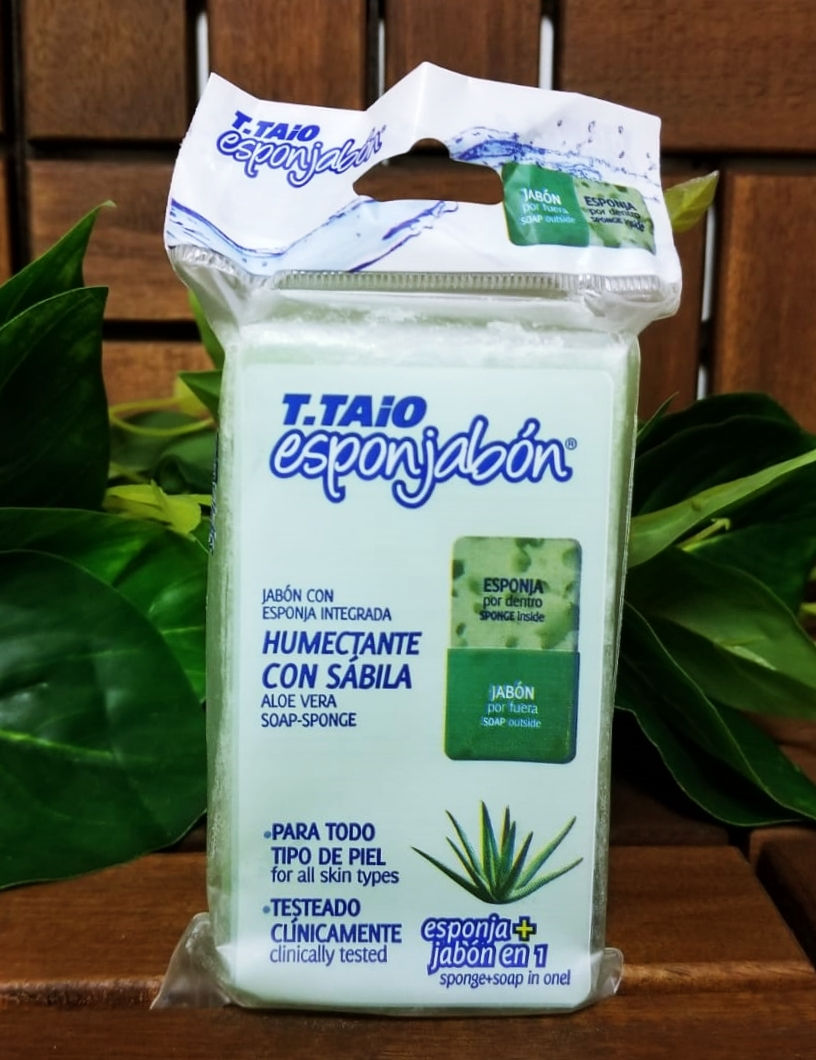 T.TAiO
esponjabón
JABÓN
por fuera
SOAP outside
ESPONJA
por dentro
SPONGE inside
T.TAiO
esponjabón®
JABÓN CON
ESPONJA INTEGRADA
HUMECTANTE
CON SÁBILA
ALOE VERA
SOAP-SPONGE
ESPONJA
por dentro
SPONGE inside
JABÓN
por fuera
SOAP outside
•PARA TODO
TIPO DE PIEL
for all skin types
•TESTEADO
CLÍNICAMENTE
clinically tested
esponja+
jabón en 1
sponge+soap in one!